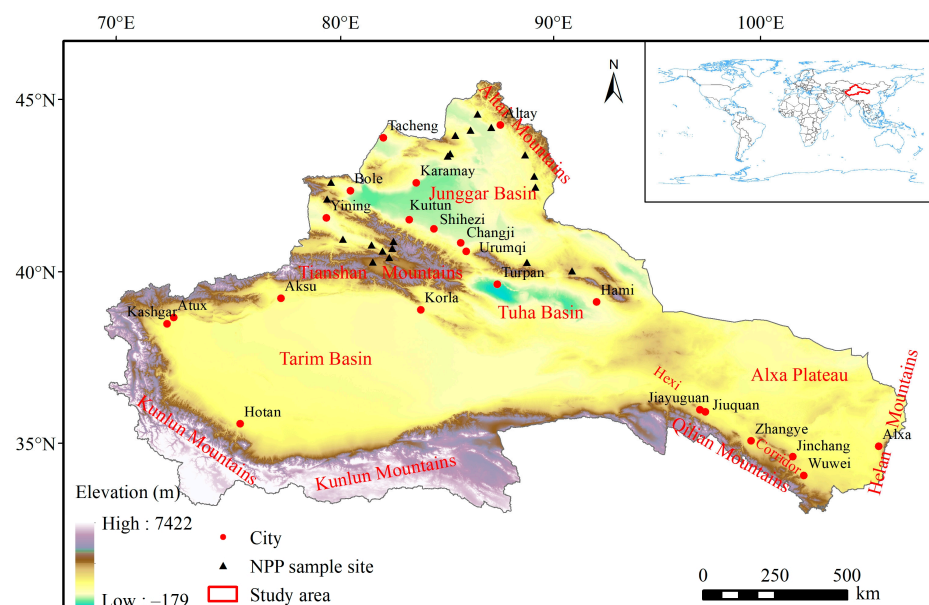 70°E 80°E 90°E 100°E
N
45°N
Altai Mountains
Altay
Tacheng
Karamay
Bole
Junggar Basin
Yining
Kuitun
Shihezi
Changji
Urumqi
40°N
Tianshan Mountains
Turpan
Aksu
Korla
Hami
Tuha Basin
Kashgar
Atux
Tarim Basin
Hexi
Alxa Plateau
Jiayuguan
Jiuquan
Helan Mountains
Kunlun Mountains
Hotan
35°N
Qilian Mountains
Zhangye
Corridor
Jinchang
Alxa
Wuwei
Kunlun Mountains
Elevation (m)
High : 7422
Low : −179
City
NPP sample site
Study area
0 250 500
km